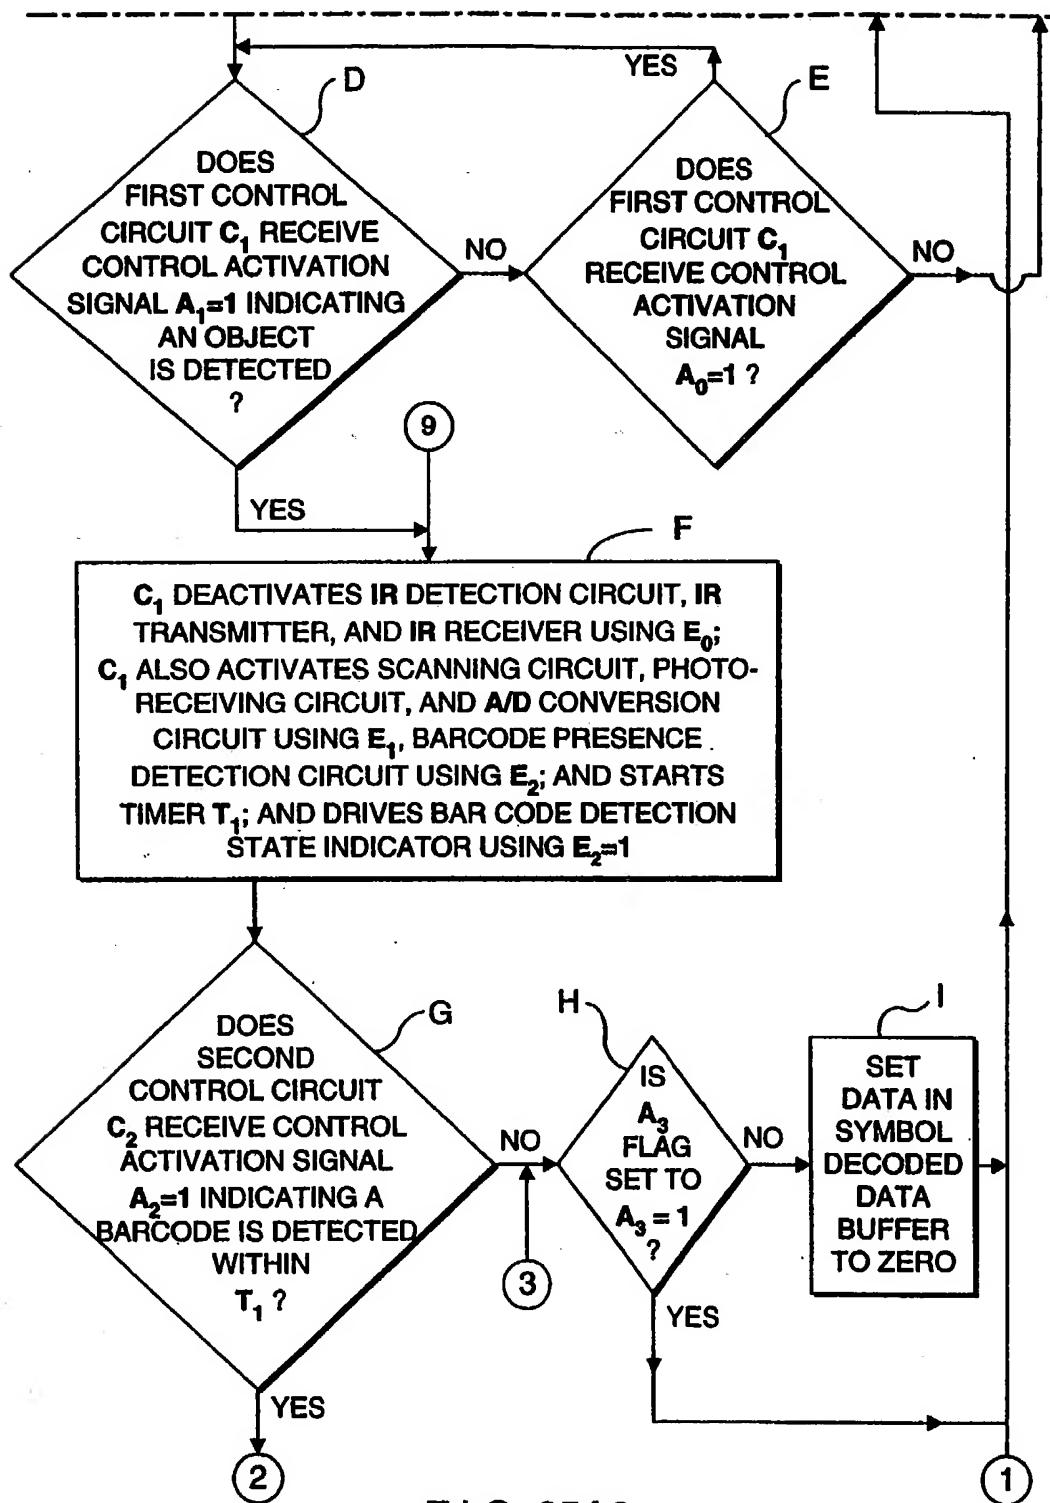 YES
D
E
DOES
FIRST CONTROL
CIRCUIT C1 RECEIVE
CONTROL ACTIVATION
SIGNAL A1=1 INDICATING
AN OBJECT
IS DETECTED
?
NO
DOES
FIRST CONTROL
CIRCUIT C1
RECEIVE CONTROL
ACTIVATION
SIGNAL
A0=1 ?
NO
9
YES
F
C1 DEACTIVATES IR DETECTION CIRCUIT, IR
TRANSMITTER, AND IR RECEIVER USING E0;
C1 ALSO ACTIVATES SCANNING CIRCUIT, PHOTO-
RECEIVING CIRCUIT, AND A/D CONVERSION
CIRCUIT USING E1, BARCODE PRESENCE
DETECTION CIRCUIT USING E2; AND STARTS
TIMER T1; AND DRIVES BAR CODE DETECTION
STATE INDICATOR USING E2=1
G
DOES
SECOND
CONTROL CIRCUIT
C2 RECEIVE CONTROL
ACTIVATION SIGNAL
A2=1 INDICATING A
BARCODE IS DETECTED
WITHIN
T1 ?
NO
3
H
IS
A3
FLAG
SET TO
A3 = 1
?
NO
I
SET
DATA IN
SYMBOL
DECODED
DATA
BUFFER
TO ZERO
YES
YES
2
1